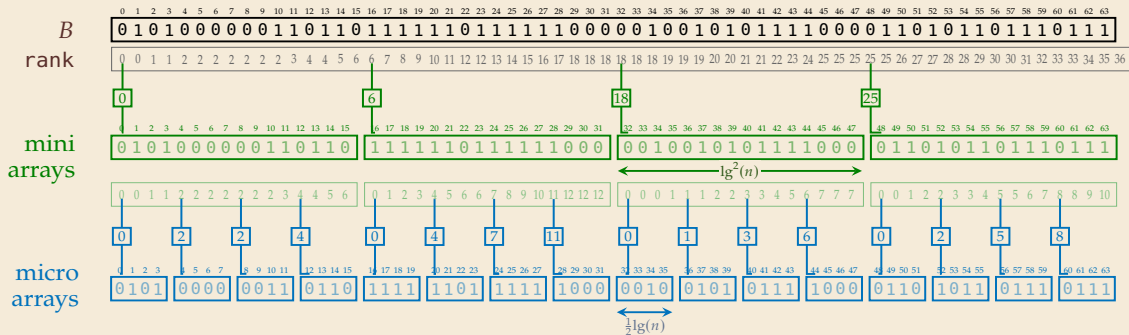 0 1 2 3 4 5 6 7 8 9 10 11 12 13 14 15 16 17 18 19 20 21 22 23 24 25 26 27 28 29 30 31 32 33 34 35 36 37 38 39 40 41 42 43 44 45 46 47 48 49 50 51 52 53 54 55 56 57 58 59 60 61 62 63
B 0101000000110110111111011111100000100101011110000110101101110111
rank 0 0 1 1 2 2 2 2 2 2 2 3 4 4 5 6 6 7 8 9 10 11 12 12 13 14 15 16 17 18 18 18 18 18 18 19 19 19 20 20 21 21 22 23 24 25 25 25 25 25 26 27 27 28 28 29 30 30 31 32 33 33 34 35 36
0 6 18 25
0 1 2 3 4 5 6 7 8 9 10 11 12 13 14 15 16 17 18 19 20 21 22 23 24 25 26 27 28 29 30 31 32 33 34 35 36 37 38 39 40 41 42 43 44 45 46 47 48 49 50 51 52 53 54 55 56 57 58 59 60 61 62 63
mini 0101000000110110 1111110111111000 0010010101111000 0110101101110111
arrays
lg²(n)
0 0 1 1 2 2 2 2 2 2 2 3 4 4 5 6 0 1 2 3 4 5 6 6 7 8 9 10 11 12 12 12 0 0 0 1 1 1 2 2 3 3 4 5 6 7 7 7 0 0 1 2 2 3 3 4 5 5 6 7 8 8 9 10
0 2 2 4 0 4 7 11 0 1 3 6 0 2 5 8
micro 0 1 2 3 4 5 6 7 8 9 10 11 12 13 14 15 16 17 18 19 20 21 22 23 24 25 26 27 28 29 30 31 32 33 34 35 36 37 38 39 40 41 42 43 44 45 46 47 48 49 50 51 52 53 54 55 56 57 58 59 60 61 62 63
arrays 0101 0000 0011 0110 1111 1101 1111 1000 0010 0101 0111 1000 0110 1011 0111 0111
½lg(n)